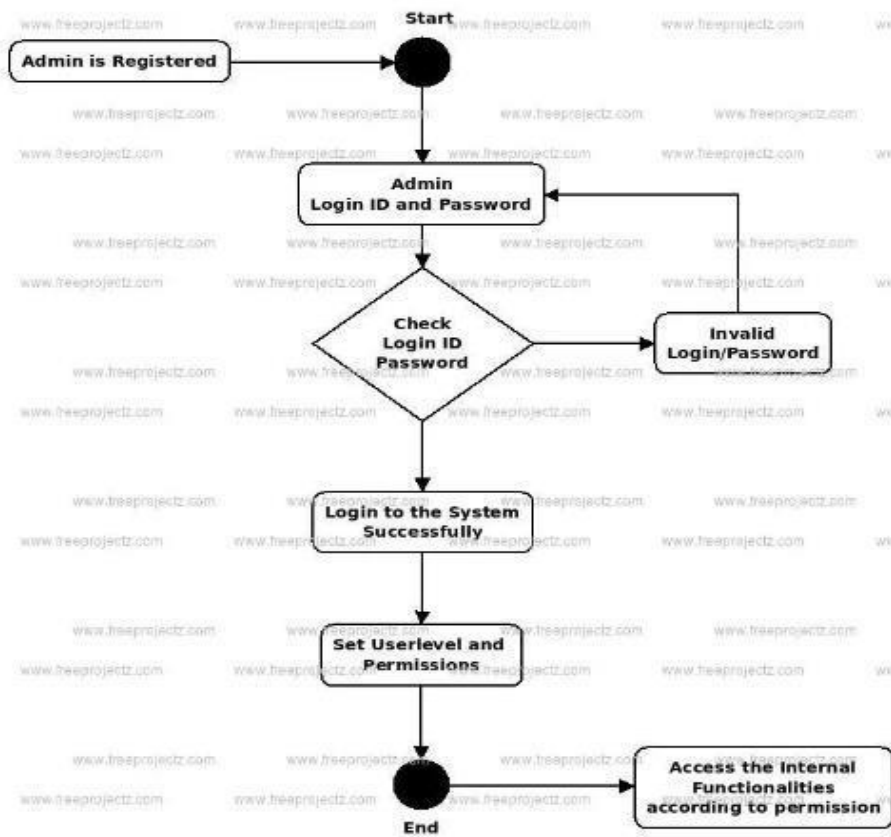 Start
Admin is Registered
Admin
Login ID and Password
Check
Login ID
Password
Invalid
Login/Password
Login to the System
Successfully
Set Userlevel and
Permissions
Access the Internal
Functionalities
according to permission
End
www.freeprojectz.com